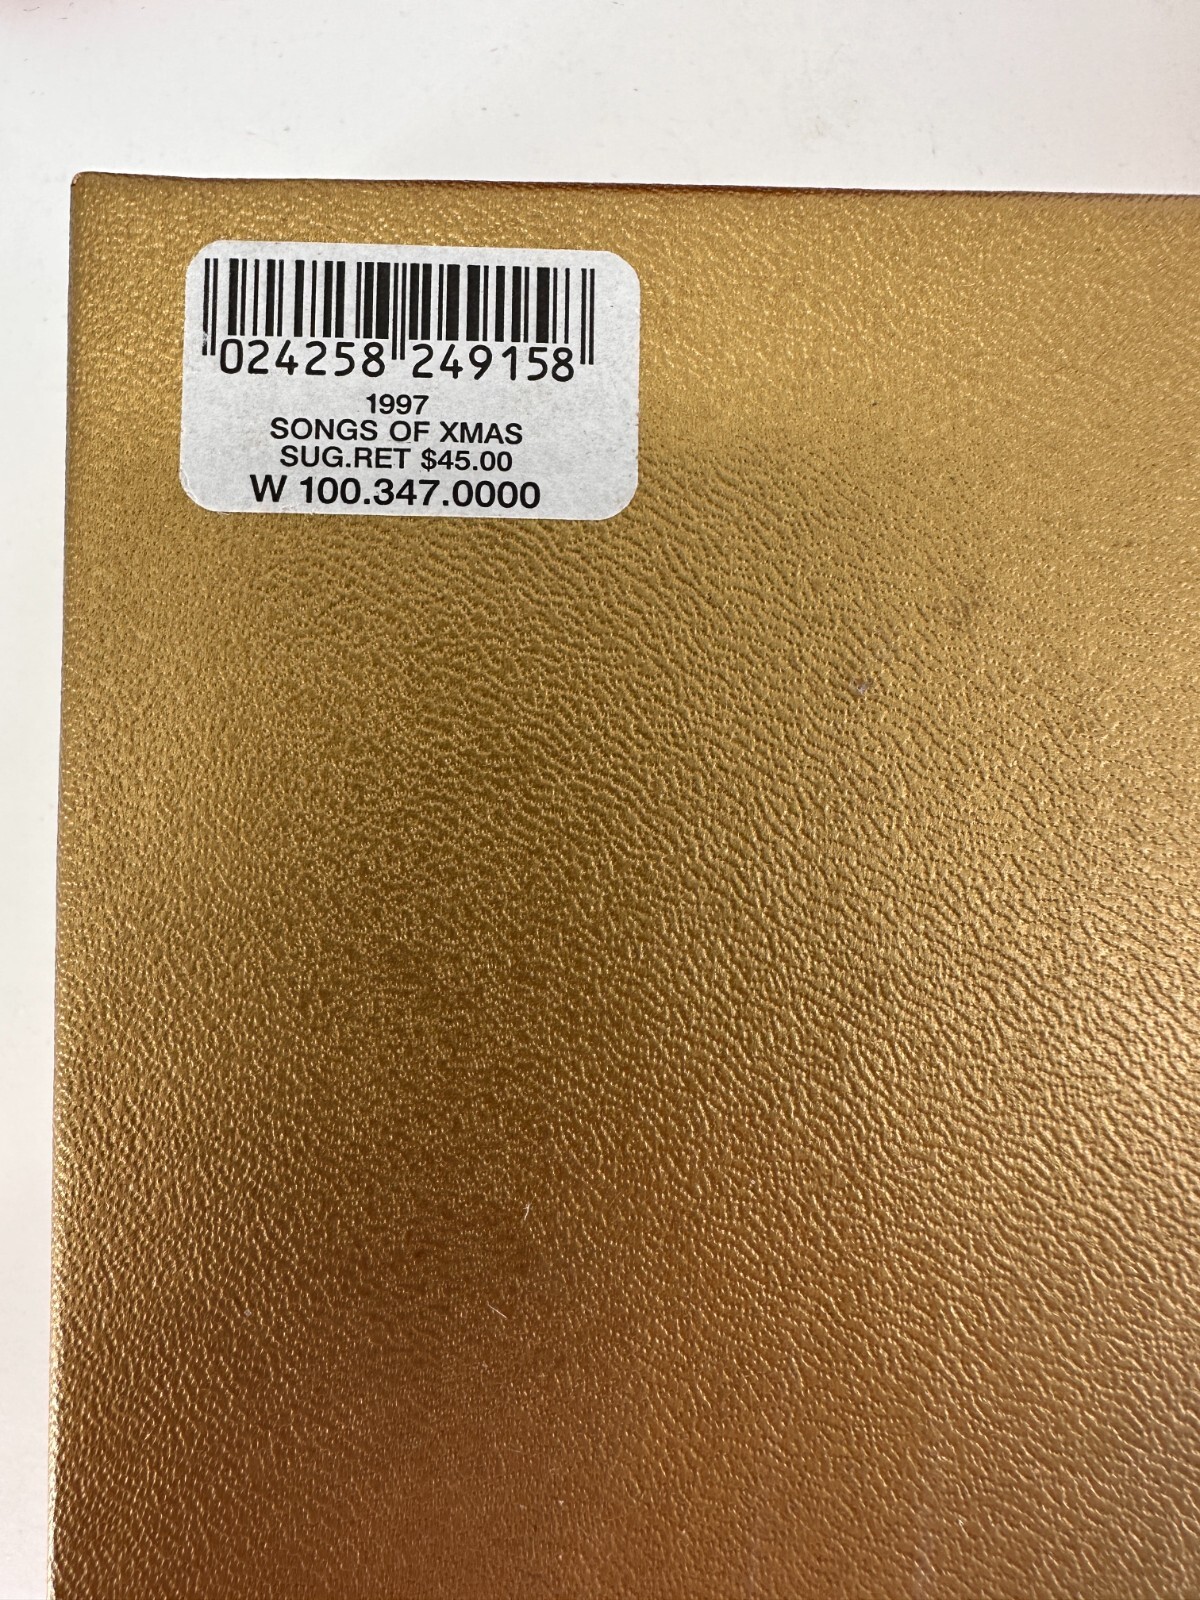 024258 249158
1997
SONGS OF XMAS
SUG.RET $45.00
W 100.347.0000